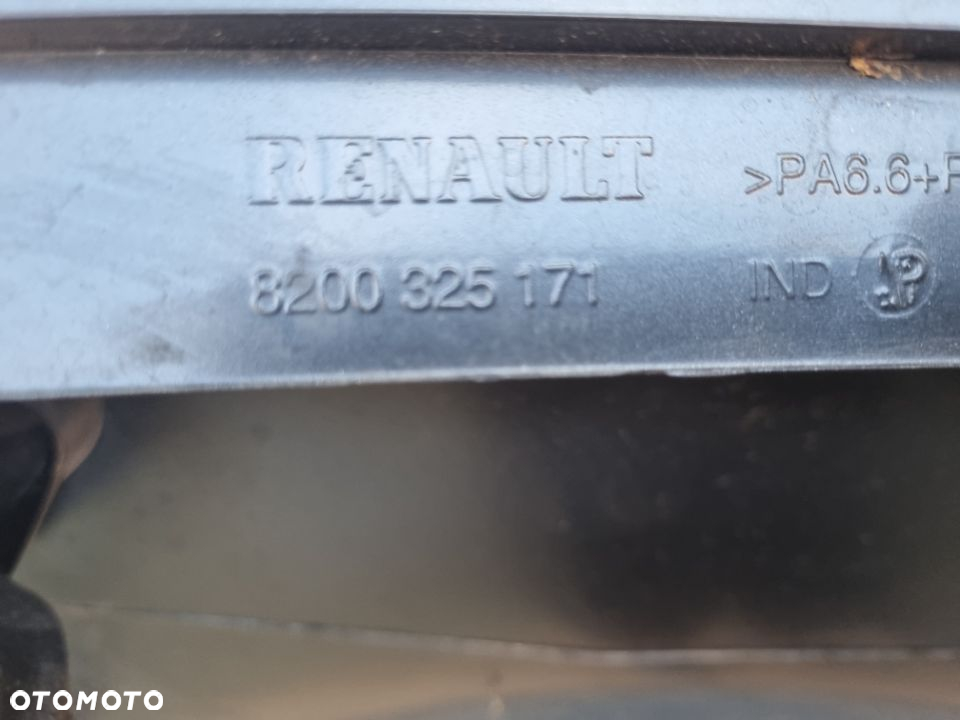 RENAULT >PA6.6+P
8200 325 171 IND
OTOMOTO